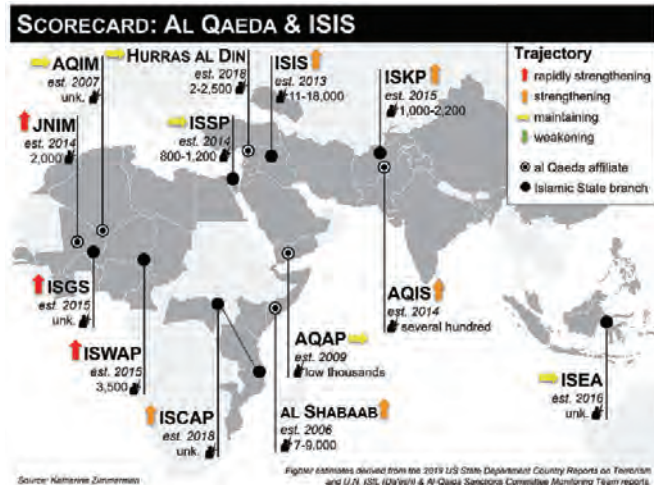 SCORECARD: AL QAEDA & ISIS
AQIM
est. 2007
unk.
HURRAS AL DIN
est. 2018
2-2,500
ISIS
est. 2013
11-18,000
ISKP
est. 2015
1,000-2,200
Trajectory
rapidly strengthening
strengthening
maintaining
weakening
al Qaeda affiliate
Islamic State branch
JNIM
est. 2014
2,000
ISSP
est. 2014
800-1,200
ISGS
est. 2015
unk.
ISWAP
est. 2015
3,500
ISCAP
est. 2018
unk.
AQAP
est. 2009
low thousands
AL SHABAAB
est. 2006
7-9,000
AQIS
est. 2014
several hundred
ISEA
est. 2016
unk.
Source: Katherine Zimmerman
Fighter estimates derived from the 2019 US State Department Country Reports on Terrorism
and U.N. ISIL (Da'esh) & Al-Qaida Sanctions Committee Monitoring Team reports.